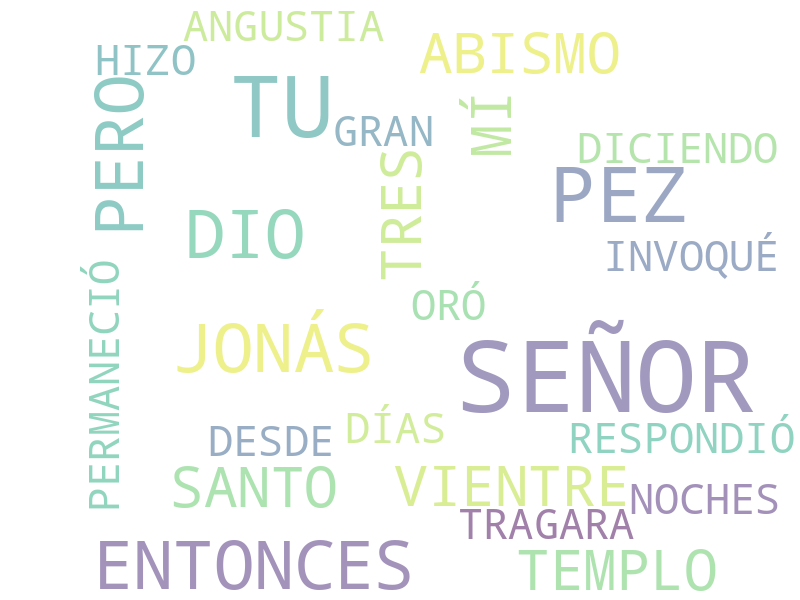 ANGUSTIA
ABISMO
HIZO
TU
PERO
GRAN
MÍ
DICIENDO
TRES
PEZ
DIO
INVOQUÉ
PERMANECIÓ
ORÓ
JONÁS
SEÑOR
DÍAS
DESDE
RESPONDIÓ
SANTO
VIENTRE
NOCHES
TRAGARA
ENTONCES
TEMPLO